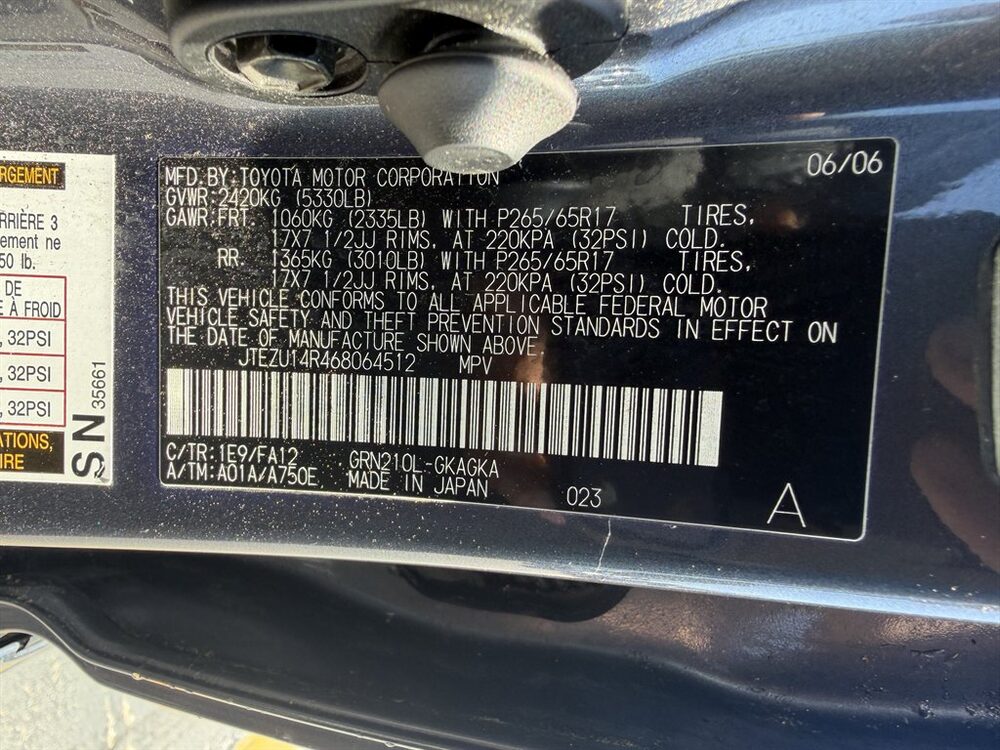 RGEMENT
RRIÈRE 3
ement ne
50 lb.
DE
E À FROID
, 32PSI
, 32PSI
, 32PSI
ATIONS,
IRE
SN 35661
MFD.BY:TOYOTA MOTOR CORPORATION 06/06
GVWR:2420KG (5330LB)
GAWR:FRT. 1060KG (2335LB) WITH P265/65R17 TIRES,
17X7 1/2JJ RIMS. AT 220KPA (32PSI) COLD.
RR. 1365KG (3010LB) WITH P265/65R17 TIRES,
17X7 1/2JJ RIMS. AT 220KPA (32PSI) COLD.
THIS VEHICLE CONFORMS TO ALL APPLICABLE FEDERAL MOTOR
VEHICLE SAFETY AND THEFT PREVENTION STANDARDS IN EFFECT ON
THE DATE OF MANUFACTURE SHOWN ABOVE.
JTEZU14R468064512 MPV
C/TR:1E9/FA12 GRN210L-GKAGKA
A/TM:A01A/A750E MADE IN JAPAN 023 A